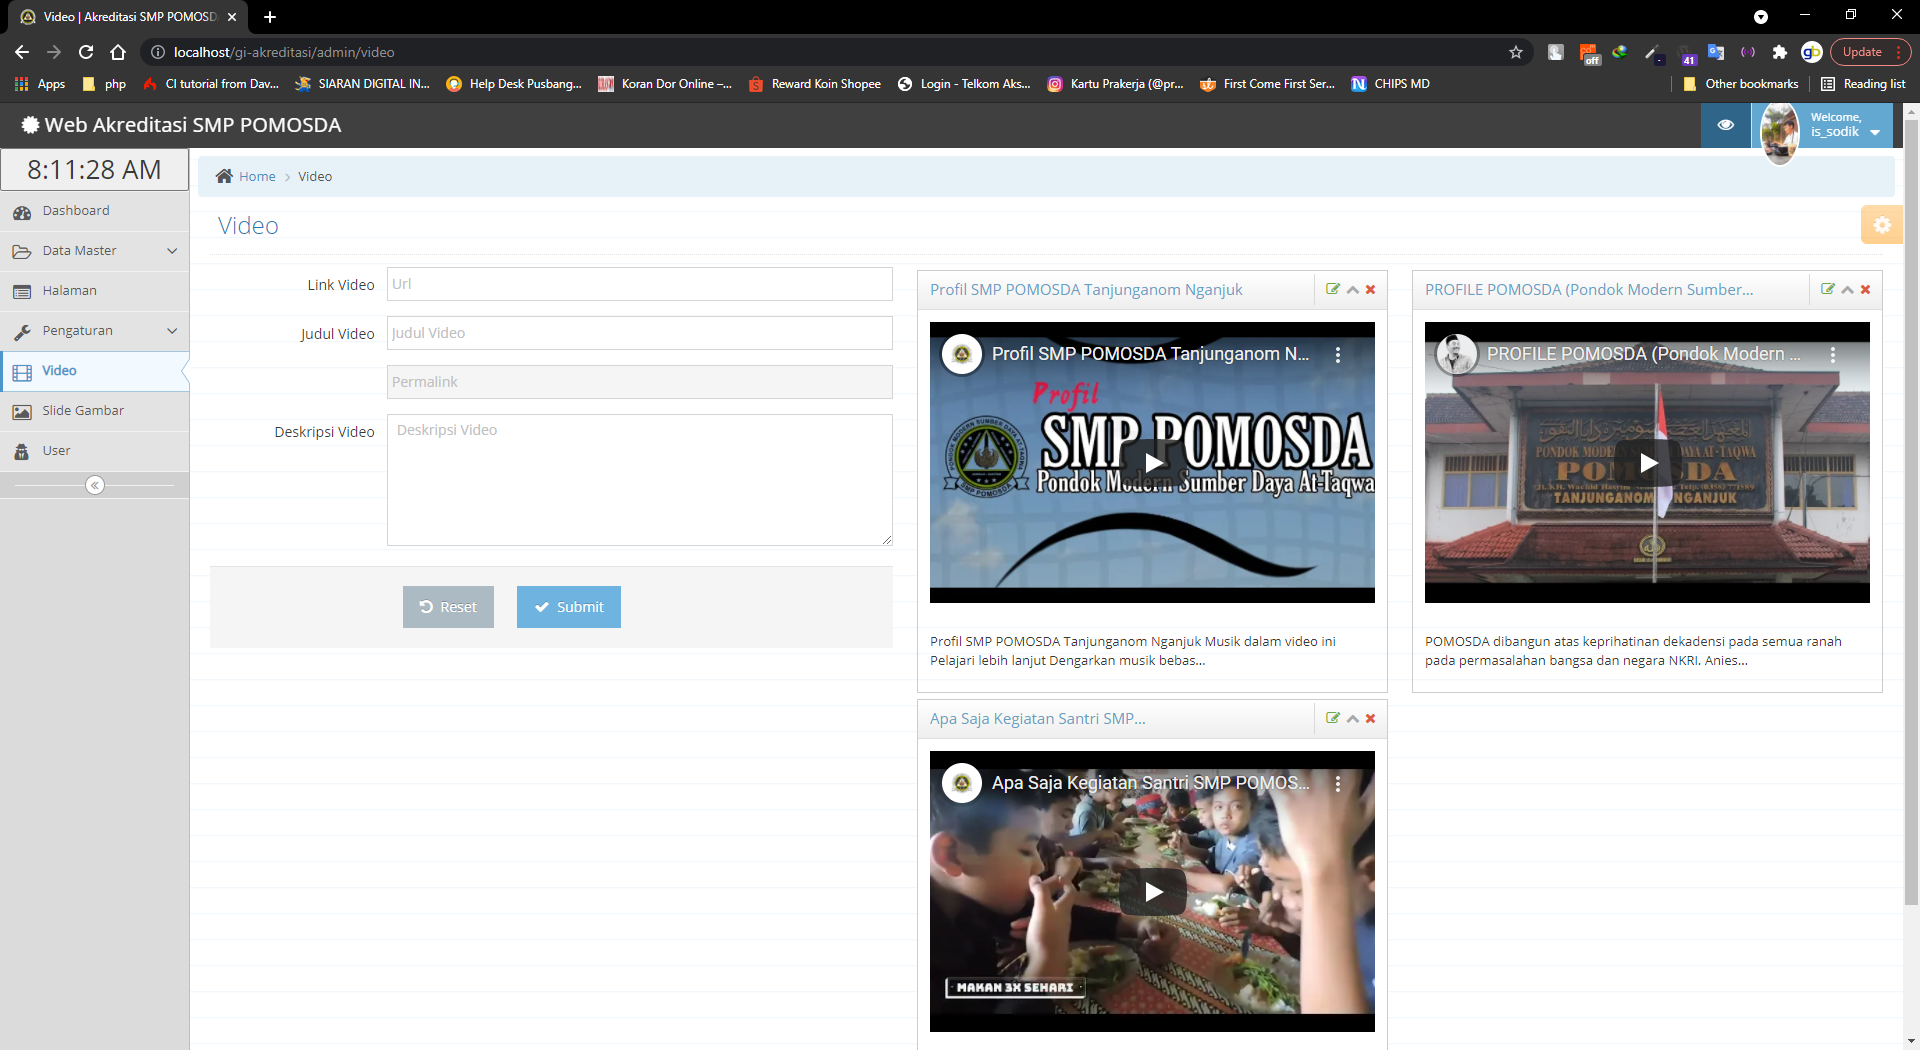 Video | Akreditasi SMP POMOSD
localhost/gi-akreditasi/admin/video
off
41
Update
Apps
php
CI tutorial from Dav...
SIARAN DIGITAL IN...
Help Desk Pusbang...
Koran Dor Online –...
Reward Koin Shopee
Login - Telkom Aks...
Kartu Prakerja (@pr...
First Come First Ser...
CHIPS MD
Other bookmarks
Reading list
Web Akreditasi SMP POMOSDA
Welcome,
is_sodik
8:11:28 AM
Dashboard
Data Master
Halaman
Pengaturan
Video
Slide Gambar
User
Home
Video
Video
Link Video
Url
Judul Video
Judul Video
Permalink
Deskripsi Video
Deskripsi Video
Reset
Submit
Profil SMP POMOSDA Tanjunganom Nganjuk
Profil SMP POMOSDA Tanjunganom N...
Profil
SMP POMOSDA
Pondok Modern Sumber Daya At-Taqwa
Profil SMP POMOSDA Tanjunganom Nganjuk Musik dalam video ini
Pelajari lebih lanjut Dengarkan musik bebas...
PROFILE POMOSDA (Pondok Modern Sumber...
PROFILE POMOSDA (Pondok Modern ...
PONDOK MODERN SUMBER DAYA AT-TAQWA
POMOSDA
TANJUNGANOM NGANJUK
POMOSDA dibangun atas keprihatinan dekadensi pada semua ranah
pada permasalahan bangsa dan negara NKRI. Anies...
Apa Saja Kegiatan Santri SMP...
Apa Saja Kegiatan Santri SMP POMOS...
MAKAN 3X SEHARI